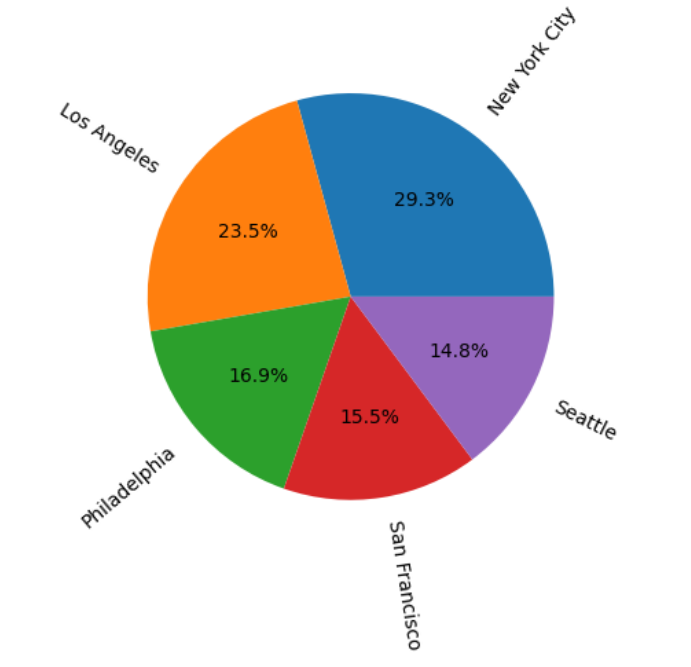 New York City
29.3%
Los Angeles
23.5%
Philadelphia
16.9%
San Francisco
15.5%
Seattle
14.8%